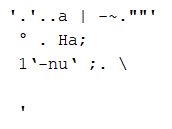 '.'..a | -~.""'
° . Ha;
1‘-nu‘ ;. \
'